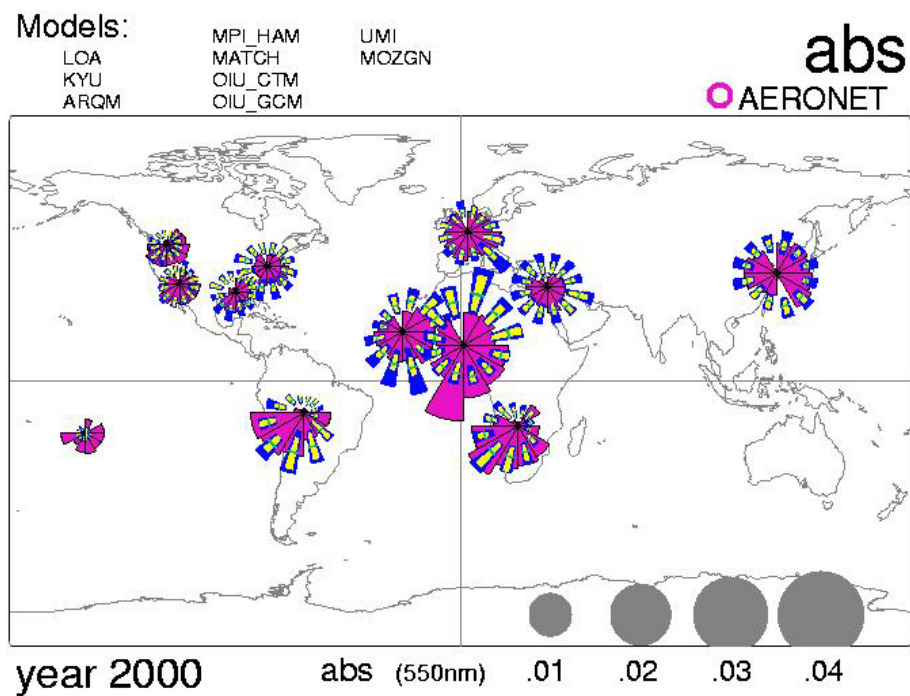 Models:
LOA
KYU
ARQM
MPI_HAM
MATCH
OIU_CTM
OIU_GCM
UMI
MOZGN
abs
AERONET
year 2000
abs (550nm) .01 .02 .03 .04